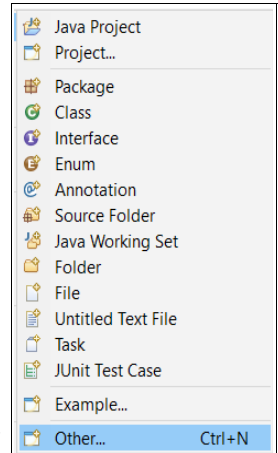 Java Project
Project...
Package
Class
Interface
Enum
Annotation
Source Folder
Java Working Set
Folder
File
Untitled Text File
Task
JUnit Test Case
Example...
Other... Ctrl+N